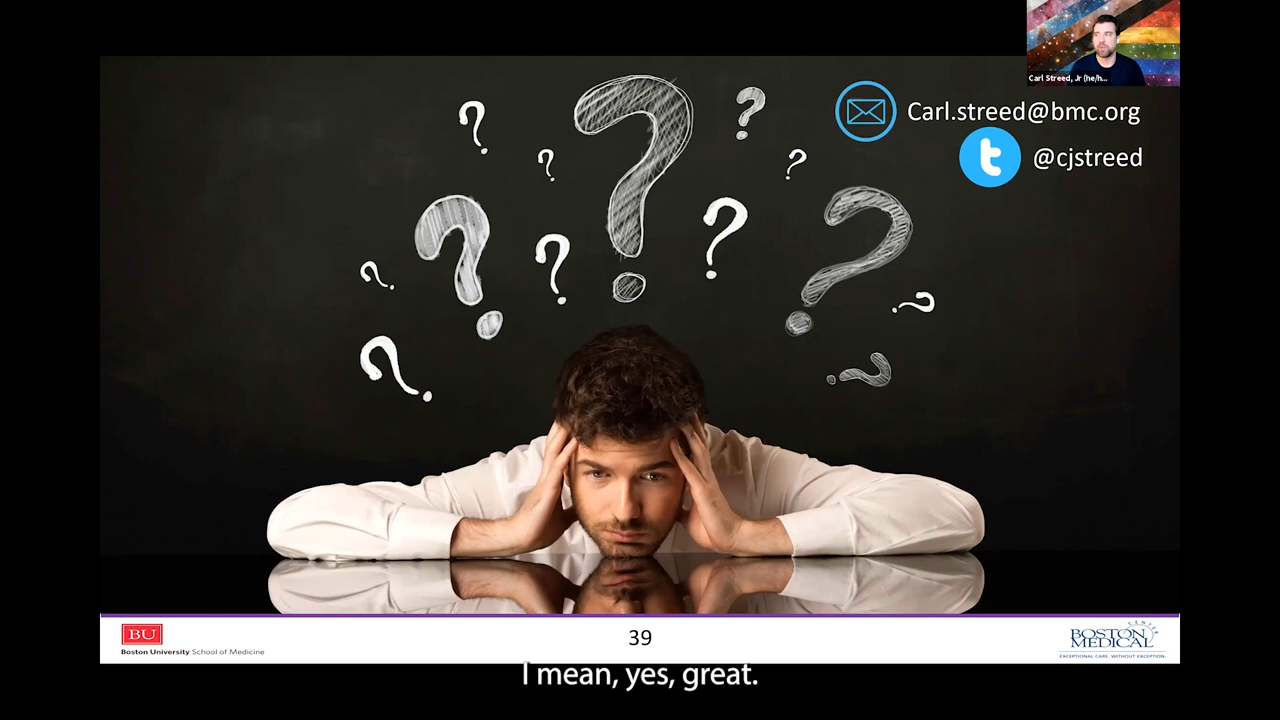 Carl Streed, Jr (he/h...
Carl.streed@bmc.org
@cjstreed
? ? ? ? ? ? ? ? ? ? ? ?
BU
Boston University School of Medicine
39
BOSTON
MEDICAL
CENTER
EXCEPTIONAL CARE. WITHOUT EXCEPTION.
I mean, yes, great.